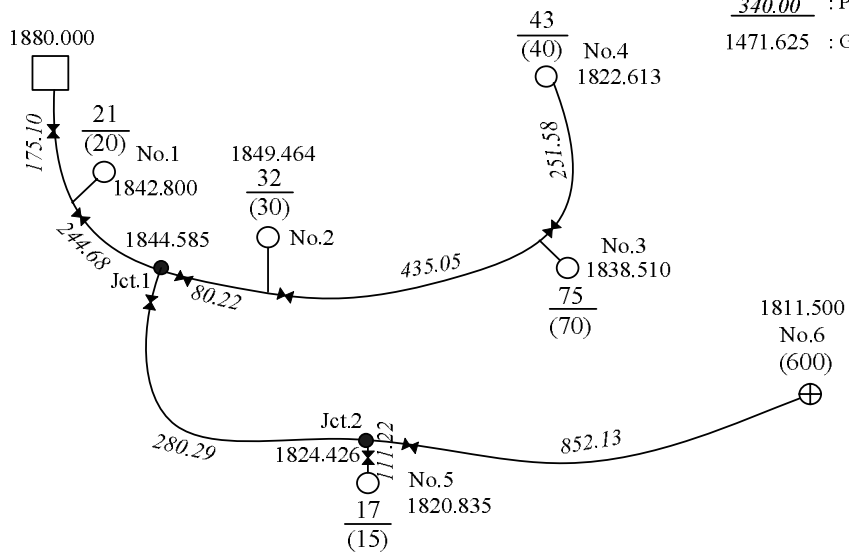 340.00 : P
1471.625 : G
1880.000
175.10
21
(20)
No.1
1842.800
244.68
1844.585
Jct.1
80.22
1849.464
32
(30)
No.2
435.05
43
(40)
No.4
1822.613
251.58
No.3
1838.510
75
(70)
280.29
Jct.2
1824.426
111.22
No.5
1820.835
17
(15)
852.13
1811.500
No.6
(600)